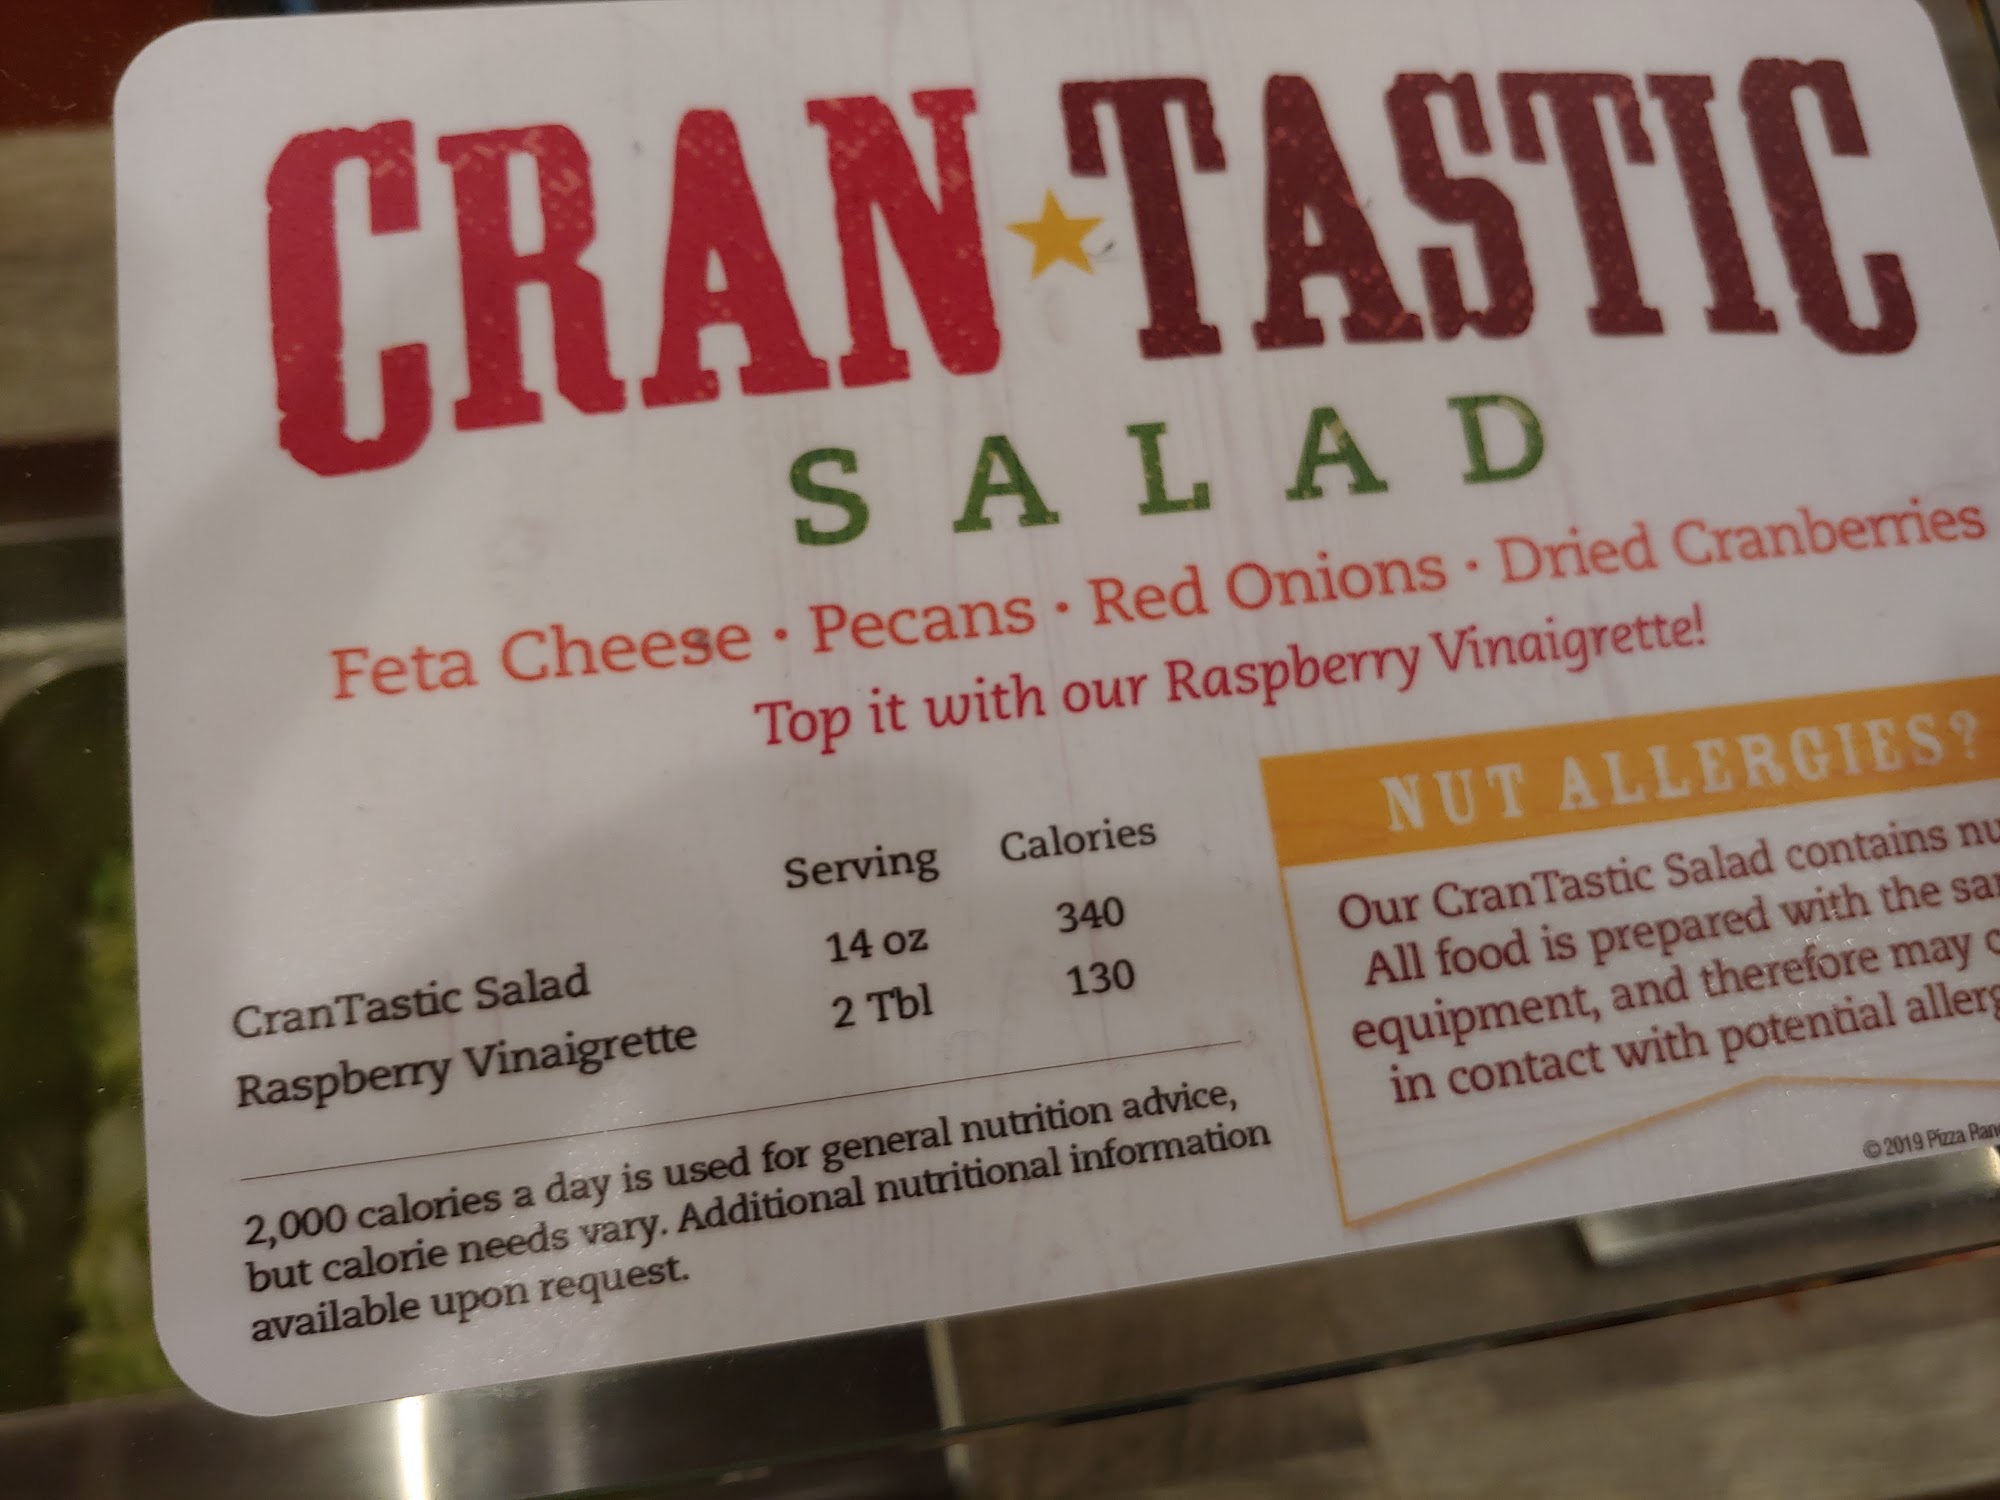 CRAN★TASTIC
SALAD
Feta Cheese · Pecans · Red Onions · Dried Cranberries
Top it with our Raspberry Vinaigrette!
Serving Calories
CranTastic Salad 14 oz 340
Raspberry Vinaigrette 2 Tbl 130
2,000 calories a day is used for general nutrition advice,
but calorie needs vary. Additional nutritional information
available upon request.
NUT ALLERGIES?
Our CranTastic Salad contains
All food is prepared with the
equipment, and therefore may
in contact with potential
© 2019 Pizza